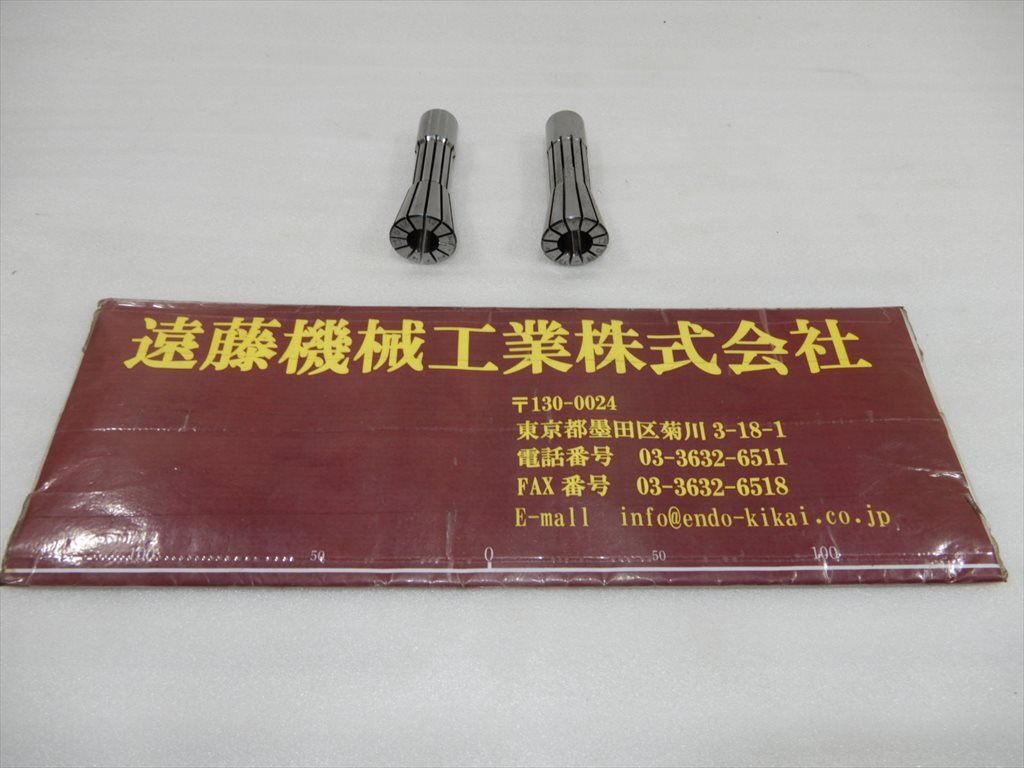 遠藤機械工業株式会社
〒130-0024
東京都墨田区菊川 3-18-1
電話番号 03-3632-6511
FAX 番号 03-3632-6518
E-mall info@endo-kikai.co.jp
100 50 0 50 100